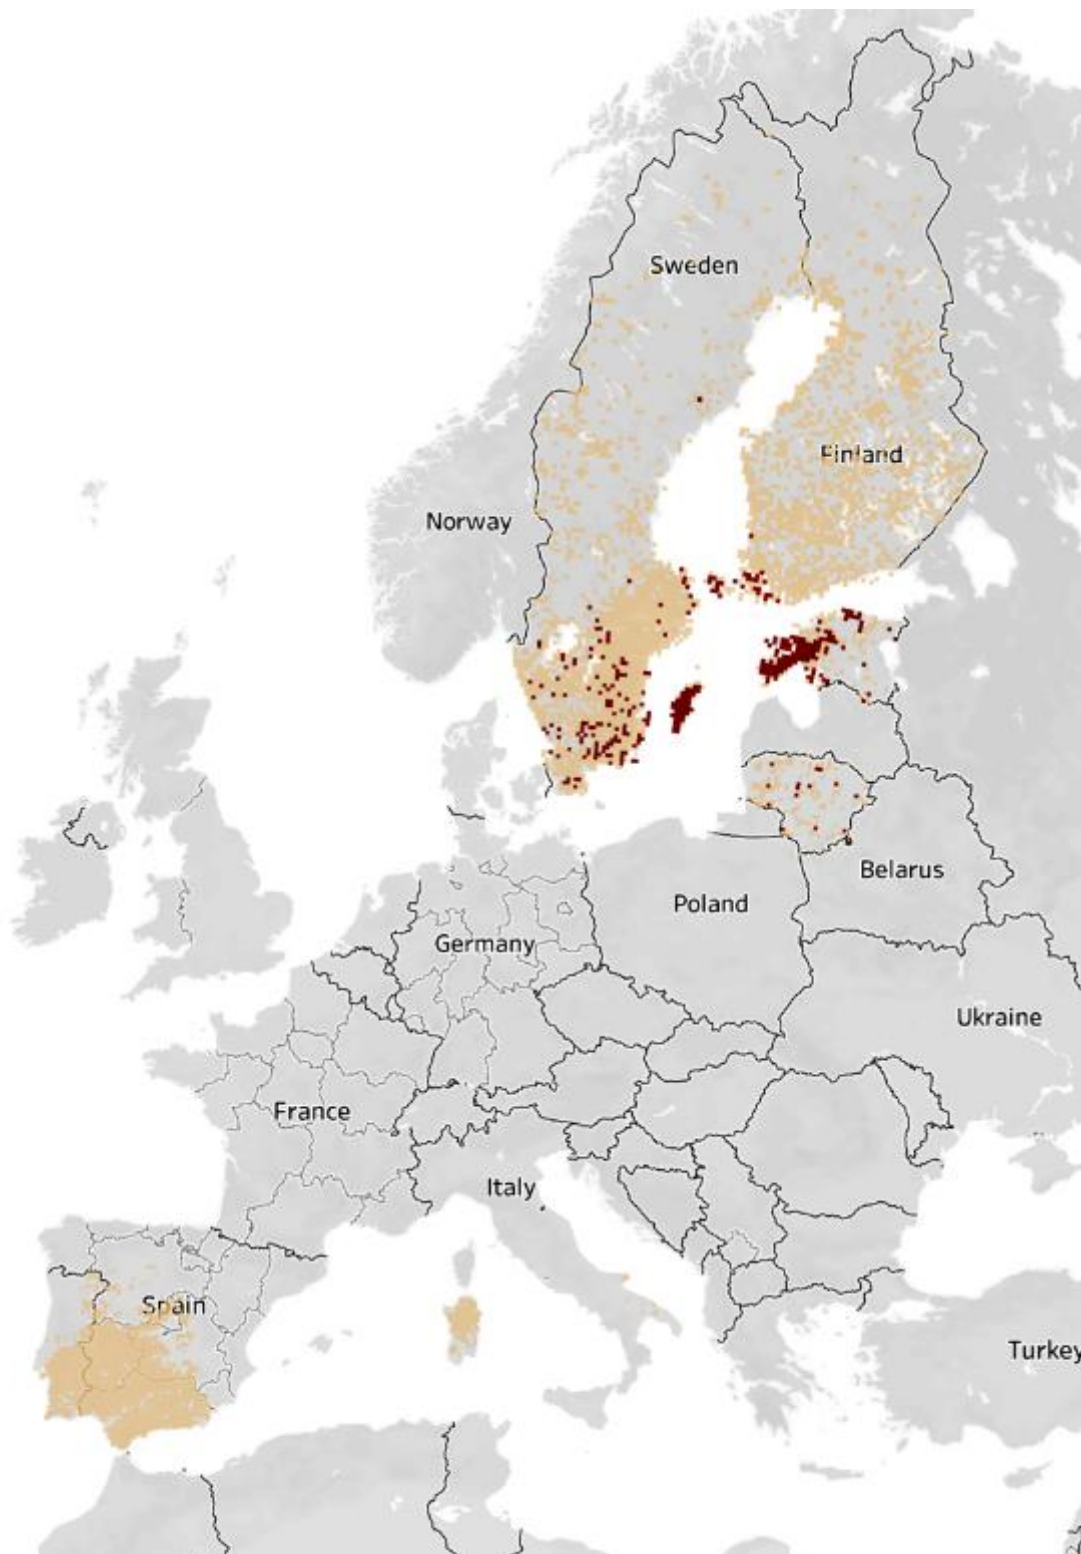 Sweden
Finland
Norway
Belarus
Poland
Germany
Ukraine
France
Italy
Spain
Turkey